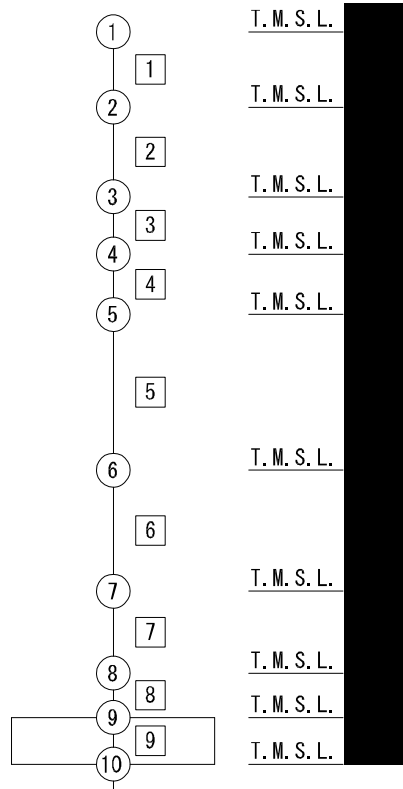 1 T.M.S.L.
1
2 T.M.S.L.
2
3 T.M.S.L.
3
4 T.M.S.L.
4
5 T.M.S.L.
5
6 T.M.S.L.
6
7 T.M.S.L.
7
8 T.M.S.L.
8
9 T.M.S.L.
9
10 T.M.S.L.